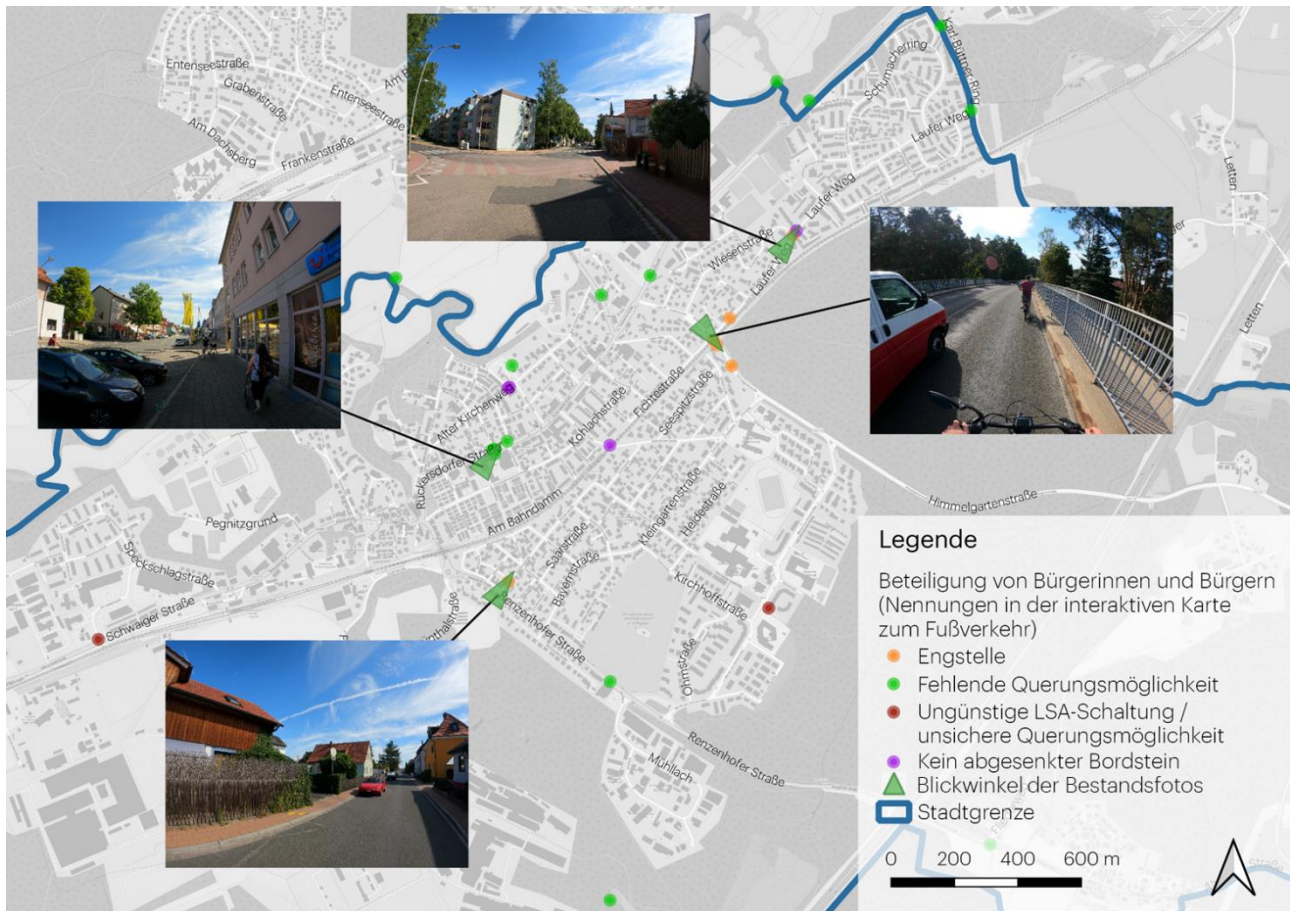 Entenseestraße
Grabenstraße
Entenseestraße
Am Dachsberg
Frankenstraße
Karl-Büttner-Ring
Schumacherring
Laufer Weg
Laufer Weg
Wiesenstraße
Letten
Letten
Alter Kirchenweg
Kohlachstraße
Fichtestraße
Seespitzstraße
Rückersdorfer Straße
Am Bahndamm
Pegnitzgrund
Speckschlagstraße
Schwaiger Straße
Saarstraße
Bayernstraße
Kleingartenstraße
Heidestraße
Himmelgartenstraße
Kirchhoffstraße
Ohmstraße
Renzenhofer Straße
Mühllach
Legende
Beteiligung von Bürgerinnen und Bürgern
(Nennungen in der interaktiven Karte
zum Fußverkehr)
Engstelle
Fehlende Querungsmöglichkeit
Ungünstige LSA-Schaltung /
unsichere Querungsmöglichkeit
Kein abgesenkter Bordstein
Blickwinkel der Bestandsfotos
Stadtgrenze
0 200 400 600 m